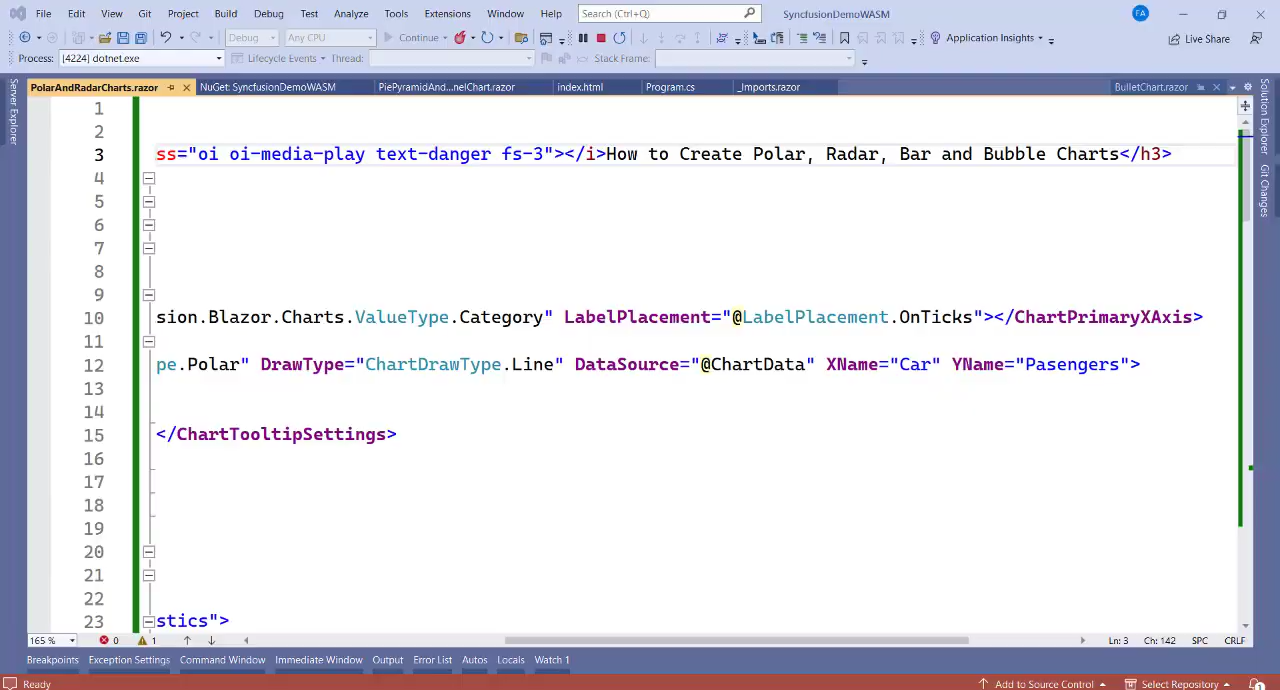 File Edit View Git Project Build Debug Test Analyze Tools Extensions Window Help Search (Ctrl+Q) SyncfusionDemoWASM FA
Debug Any CPU Continue Application Insights Live Share
Process: [4224] dotnet.exe Lifecycle Events Thread: Stack Frame:
PolarAndRadarCharts.razor NuGet: SyncfusionDemoWASM PiePyramidAnd...nelChart.razor index.html Program.cs _Imports.razor BulletChart.razor
Server Explorer
Solution Explorer
Git Changes
1
2
3 ss="oi oi-media-play text-danger fs-3"></i>How to Create Polar, Radar, Bar and Bubble Charts</h3>
4
5
6
7
8
9
10 sion.Blazor.Charts.ValueType.Category" LabelPlacement="@LabelPlacement.OnTicks"></ChartPrimaryXAxis>
11
12 pe.Polar" DrawType="ChartDrawType.Line" DataSource="@ChartData" XName="Car" YName="Pasengers">
13
14
15 </ChartTooltipSettings>
16
17
18
19
20
21
22
23 stics">
165 % 0 1 Ln: 3 Ch: 142 SPC CRLF
Breakpoints Exception Settings Command Window Immediate Window Output Error List Autos Locals Watch 1
Ready Add to Source Control Select Repository 1